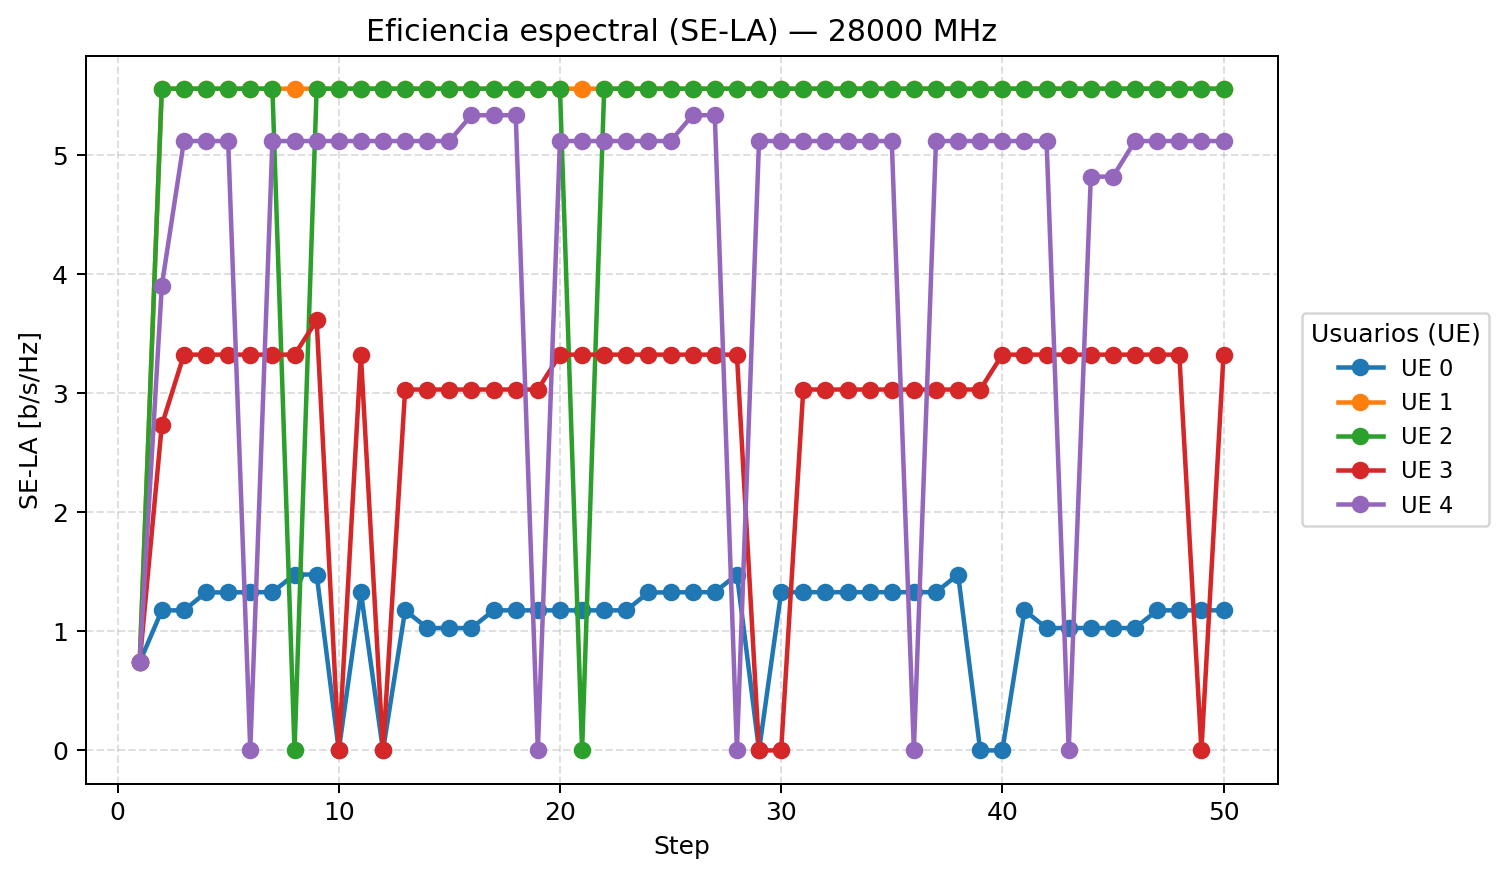 Eficiencia espectral (SE-LA) — 28000 MHz
SE-LA [b/s/Hz]
5
4
3
2
1
0
0 10 20 30 40 50
Step
Usuarios (UE)
UE 0
UE 1
UE 2
UE 3
UE 4